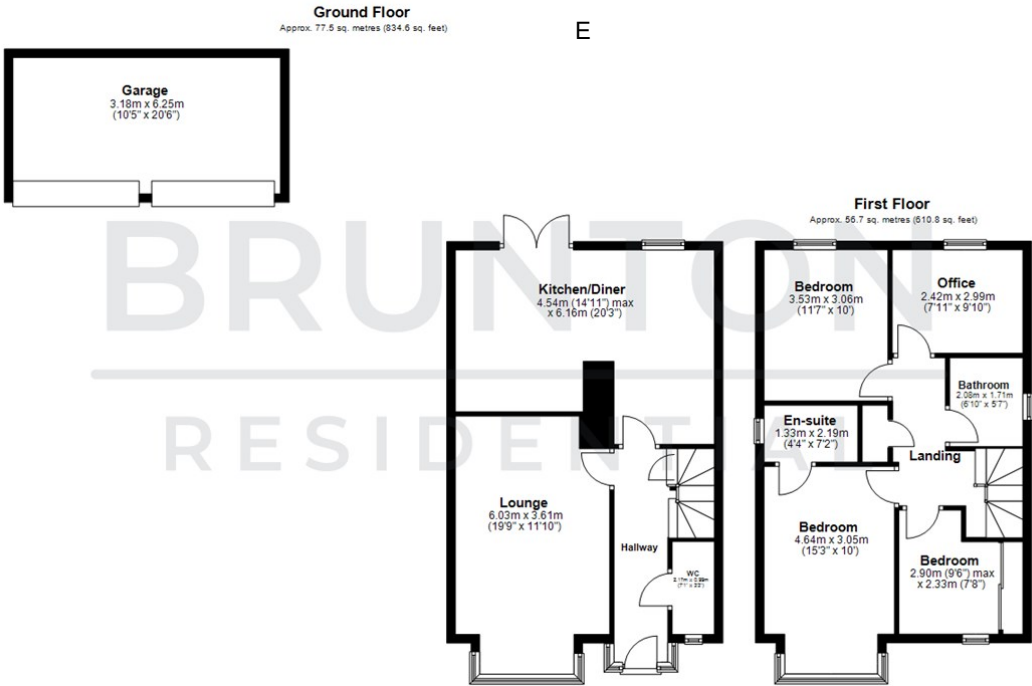 Ground Floor
Approx. 77.5 sq. metres (834.6 sq. feet)
E
Garage
3.18m x 6.25m
(10'5" x 20'6")
First Floor
Approx. 56.7 sq. metres (610.8 sq. feet)
BRUNTON
RESIDENTIAL
Kitchen/Diner
4.54m (14'11") max
x 6.16m (20'3")
Bedroom
3.53m x 3.06m
(11'7" x 10')
Office
2.42m x 2.99m
(7'11" x 9'10")
Bathroom
2.08m x 1.71m
(6'10" x 5'7")
En-suite
1.33m x 2.19m
(4'4" x 7'2")
Landing
Lounge
6.03m x 3.61m
(19'9" x 11'10")
Hallway
WC
Bedroom
4.64m x 3.05m
(15'3" x 10')
Bedroom
2.90m (9'6") max
x 2.33m (7'8")